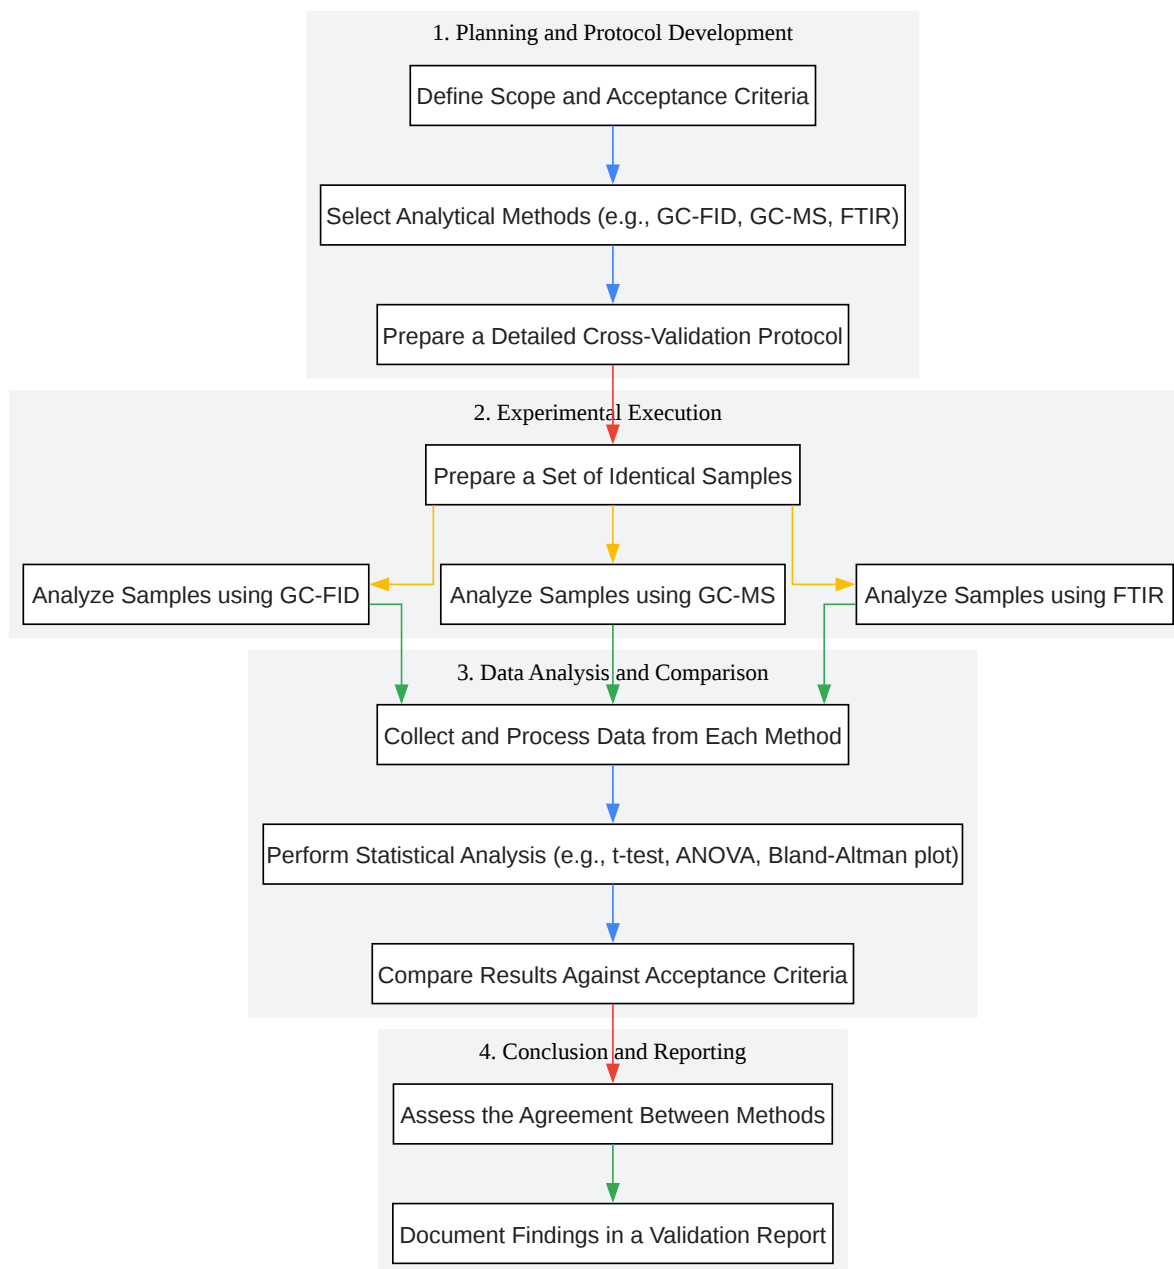 1. Planning and Protocol Development
Define Scope and Acceptance Criteria
Select Analytical Methods (e.g., GC-FID, GC-MS, FTIR)
Prepare a Detailed Cross-Validation Protocol
2. Experimental Execution
Prepare a Set of Identical Samples
Analyze Samples using GC-FID
Analyze Samples using GC-MS
Analyze Samples using FTIR
3. Data Analysis and Comparison
Collect and Process Data from Each Method
Perform Statistical Analysis (e.g., t-test, ANOVA, Bland-Altman plot)
Compare Results Against Acceptance Criteria
4. Conclusion and Reporting
Assess the Agreement Between Methods
Document Findings in a Validation Report